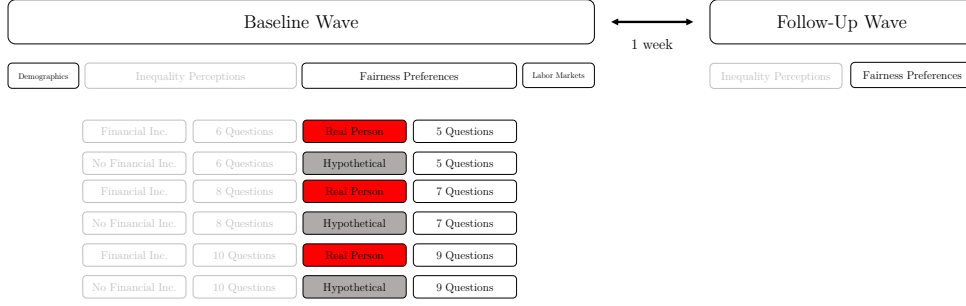 Baseline Wave
Follow-Up Wave
1 week
Demographics
Inequality Perceptions
Fairness Preferences
Labor Markets
Inequality Perceptions
Fairness Preferences
Financial Inc. 6 Questions Real Person 5 Questions
No Financial Inc. 6 Questions Hypothetical 5 Questions
Financial Inc. 8 Questions Real Person 7 Questions
No Financial Inc. 8 Questions Hypothetical 7 Questions
Financial Inc. 10 Questions Real Person 9 Questions
No Financial Inc. 10 Questions Hypothetical 9 Questions